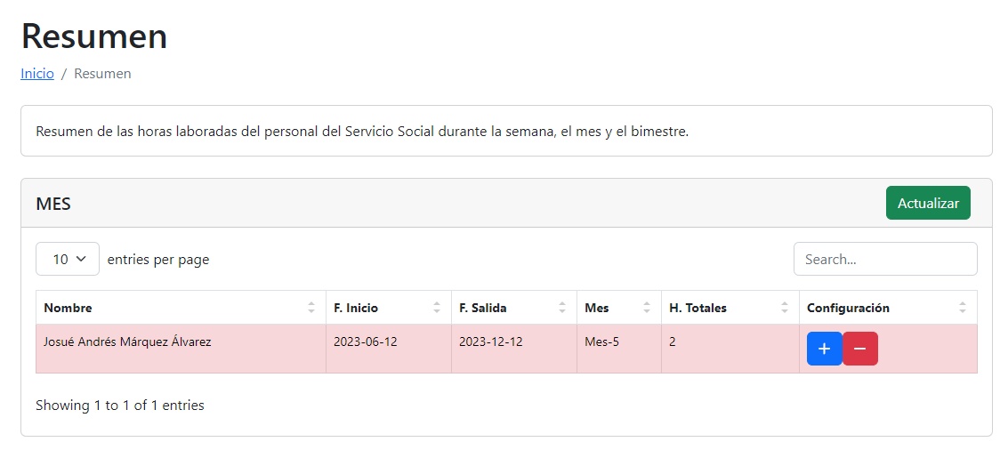 Resumen
Inicio / Resumen
Resumen de las horas laboradas del personal del Servicio Social durante la semana, el mes y el bimestre.
MES Actualizar
10 entries per page Search...
Nombre F. Inicio F. Salida Mes H. Totales Configuración
Josué Andrés Márquez Álvarez 2023-06-12 2023-12-12 Mes-5 2 + −
Showing 1 to 1 of 1 entries